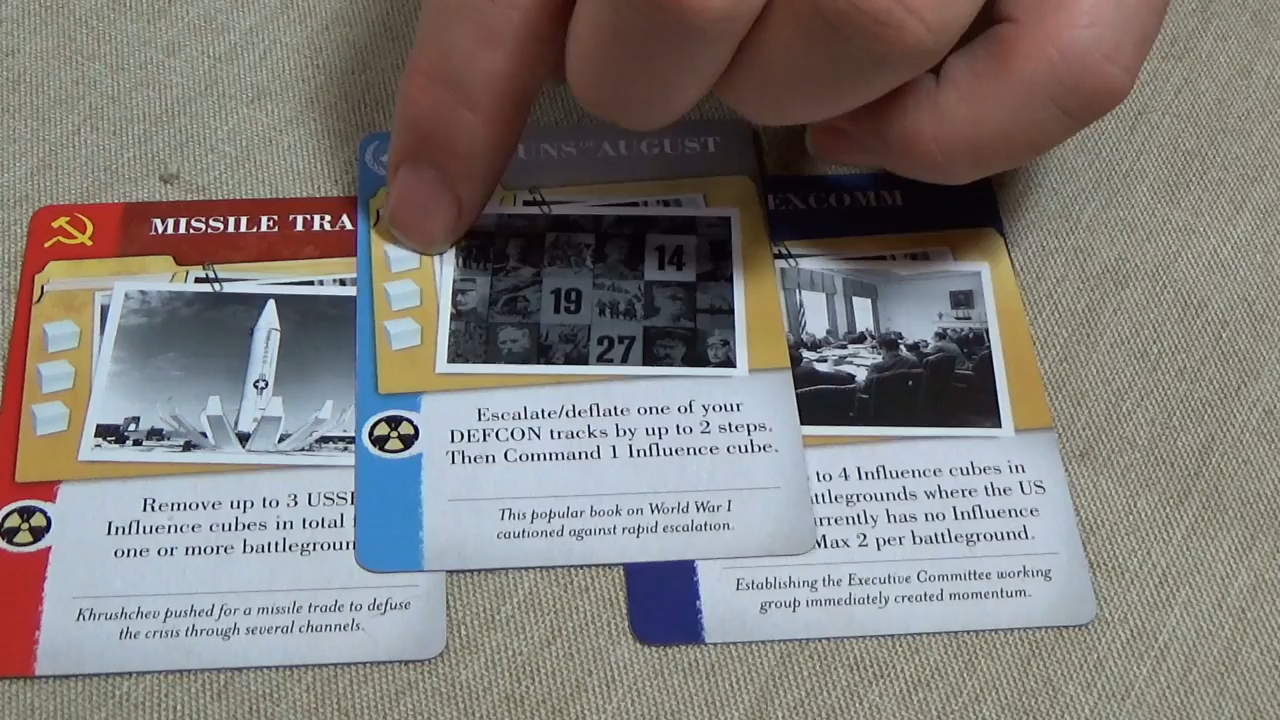 MISSILE TRA
Remove up to 3
Influence cubes in total
one or more
Khrushchev pushed for a missile trade to defuse
the crisis through several channels.
UNS OF AUGUST
14
19
27
Escalate/deflate one of your
DEFCON tracks by up to 2 steps.
Then Command 1 Influence cube.
This popular book on World War I
cautioned against rapid escalation.
EXCOMM
to 4 Influence cubes in
ttlegrounds where the US
urrently has no Influence
Max 2 per battleground.
Establishing the Executive Committee working
group immediately created momentum.